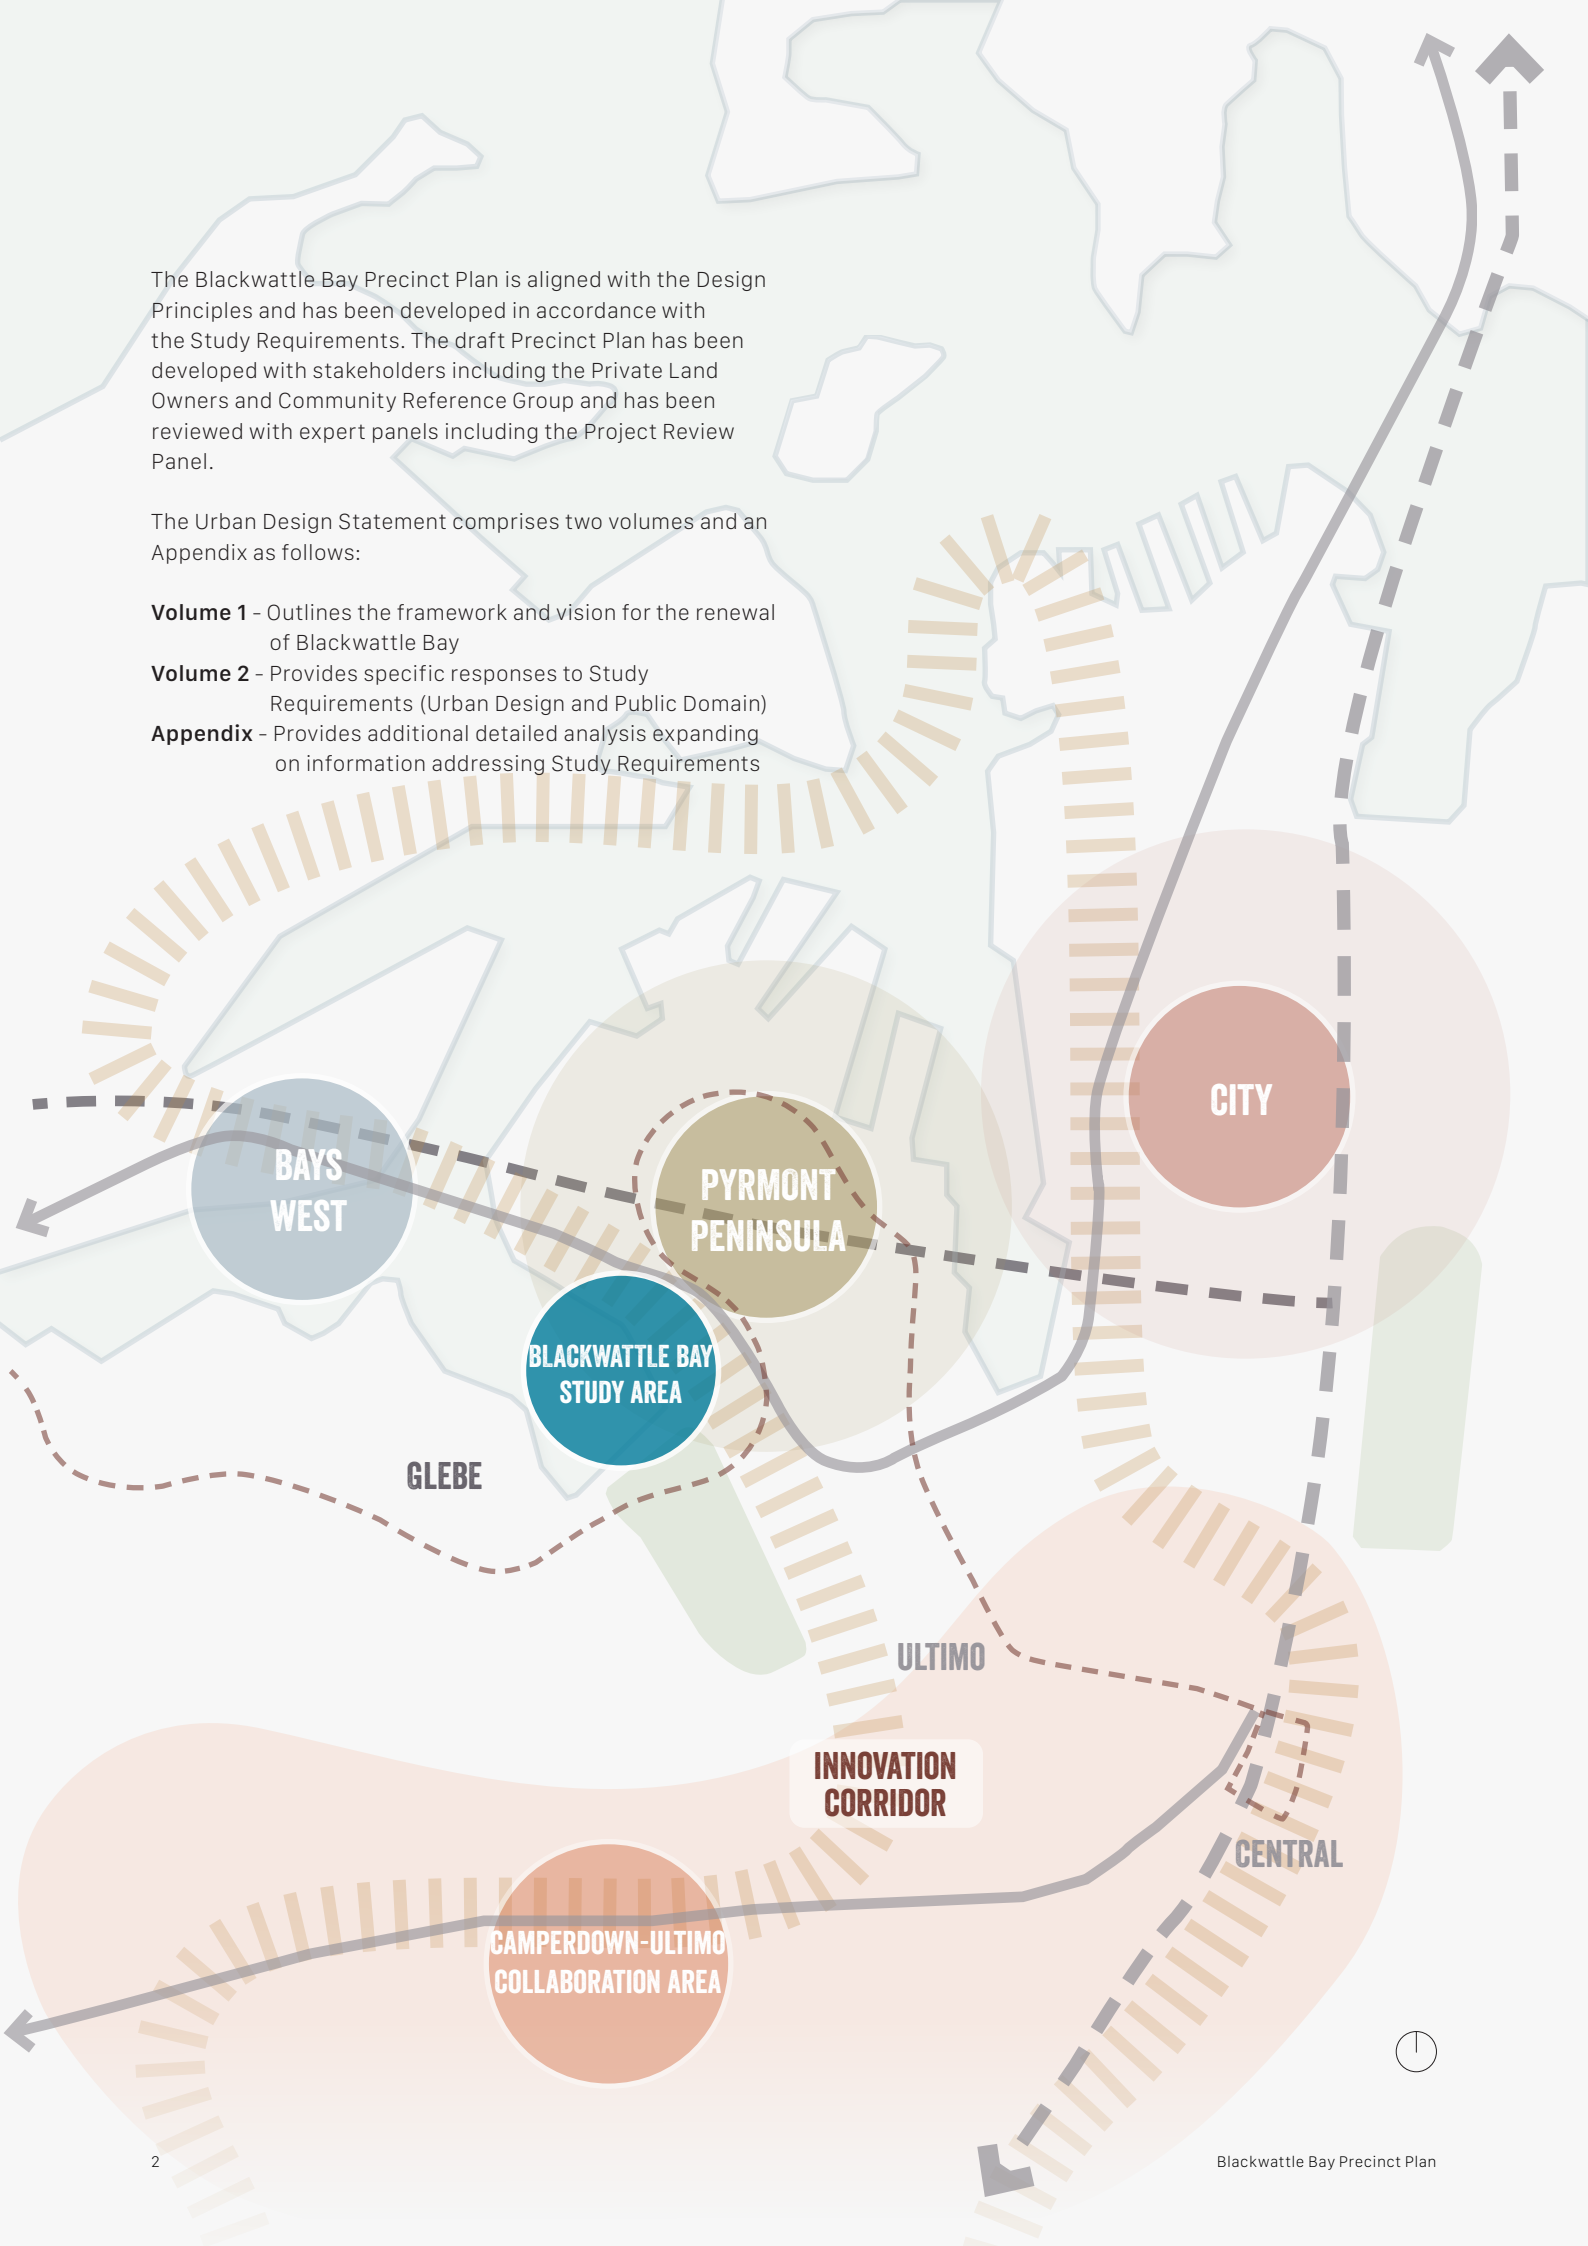 The Blackwattle Bay Precinct Plan is aligned with the Design
Principles and has been developed in accordance with
the Study Requirements. The draft Precinct Plan has been
developed with stakeholders including the Private Land
Owners and Community Reference Group and has been
reviewed with expert panels including the Project Review
Panel.
The Urban Design Statement comprises two volumes and an
Appendix as follows:
Volume 1 - Outlines the framework and vision for the renewal
of Blackwattle Bay
Volume 2 - Provides specific responses to Study
Requirements (Urban Design and Public Domain)
Appendix - Provides additional detailed analysis expanding
on information addressing Study Requirements
CITY
BAYS
WEST
PYRMONT
PENINSULA
BLACKWATTLE BAY
STUDY AREA
GLEBE
ULTIMO
INNOVATION
CORRIDOR
CENTRAL
CAMPERDOWN-ULTIMO
COLLABORATION AREA
2
Blackwattle Bay Precinct Plan